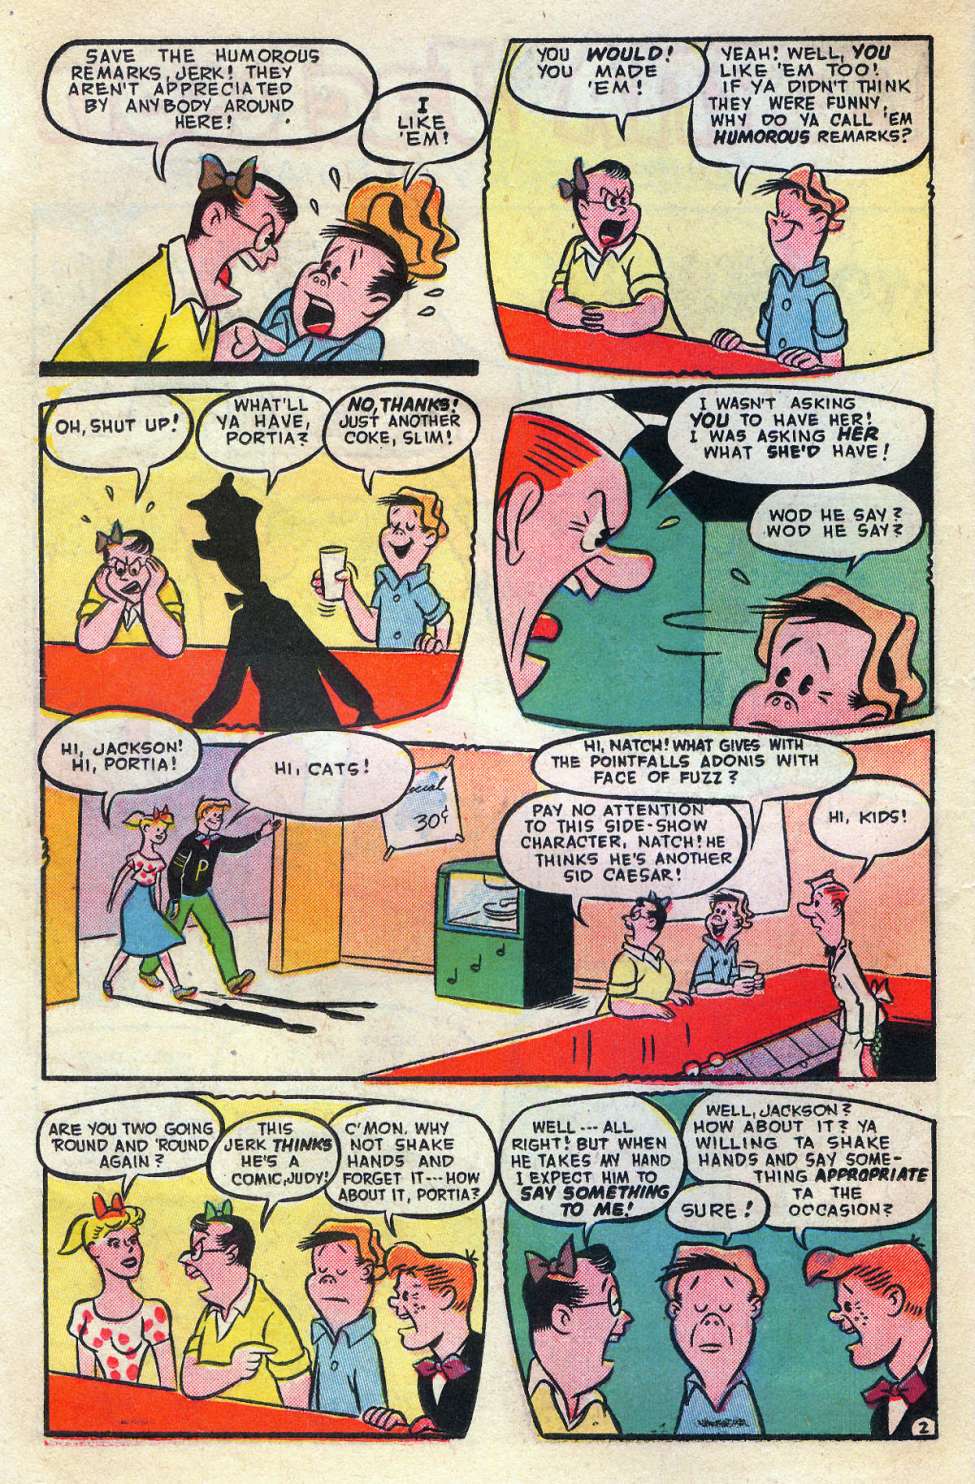 SAVE THE HUMOROUS
REMARKS, JERK! THEY
AREN'T APPRECIATED
BY ANYBODY AROUND
HERE!
I
LIKE
'EM!
YOU WOULD!
YOU MADE
'EM!
YEAH! WELL, YOU
LIKE 'EM TOO!
IF YA DIDN'T THINK
THEY WERE FUNNY,
WHY DO YA CALL 'EM
HUMOROUS REMARKS?
OH, SHUT UP!
WHAT'LL
YA HAVE,
PORTIA?
NO, THANKS!
JUST ANOTHER
COKE, SLIM!
I WASN'T ASKING
YOU TO HAVE HER!
I WAS ASKING HER
WHAT SHE'D HAVE!
WOD HE SAY?
WOD HE SAY?
HI, JACKSON!
HI, PORTIA!
HI, CATS!
30¢
P
HI, NATCH! WHAT GIVES WITH
THE POINTFALLS ADONIS WITH
FACE OF FUZZ?
PAY NO ATTENTION
TO THIS SIDE-SHOW
CHARACTER, NATCH! HE
THINKS HE'S ANOTHER
SID CAESAR!
HI, KIDS!
ARE YOU TWO GOING
'ROUND AND 'ROUND
AGAIN?
THIS
JERK THINKS
HE'S A
COMIC, JUDY!
C'MON. WHY
NOT SHAKE
HANDS AND
FORGET IT---HOW
ABOUT IT, PORTIA?
WELL --- ALL
RIGHT! BUT WHEN
HE TAKES MY HAND
I EXPECT HIM TO
SAY SOMETHING
TO ME!
SURE!
WELL, JACKSON?
HOW ABOUT IT? YA
WILLING TA SHAKE
HANDS AND SAY SOME-
THING APPROPRIATE
TA THE
OCCASION?
2